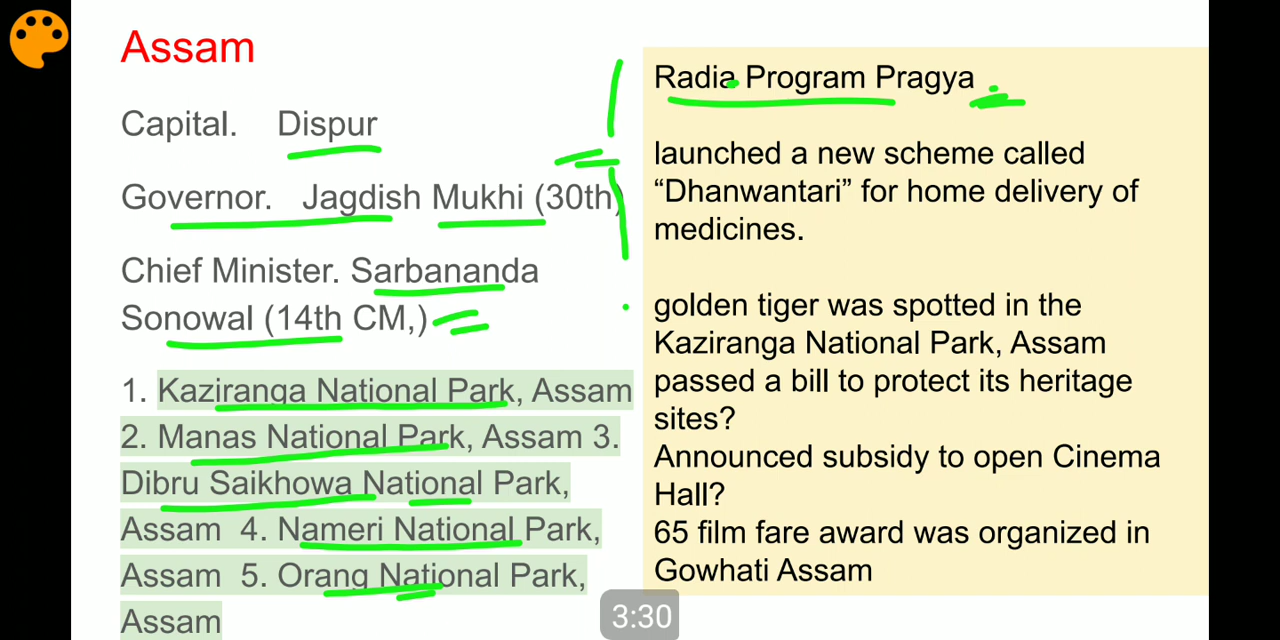 Assam
Capital. Dispur
Governor. Jagdish Mukhi (30th)
Chief Minister. Sarbananda
Sonowal (14th CM,)
1. Kaziranga National Park, Assam
2. Manas National Park, Assam 3.
Dibru Saikhowa National Park,
Assam 4. Nameri National Park,
Assam 5. Orang National Park,
Assam
Radia Program Pragya
launched a new scheme called
“Dhanwantari” for home delivery of
medicines.
golden tiger was spotted in the
Kaziranga National Park, Assam
passed a bill to protect its heritage
sites?
Announced subsidy to open Cinema
Hall?
65 film fare award was organized in
Gowhati Assam
3:30